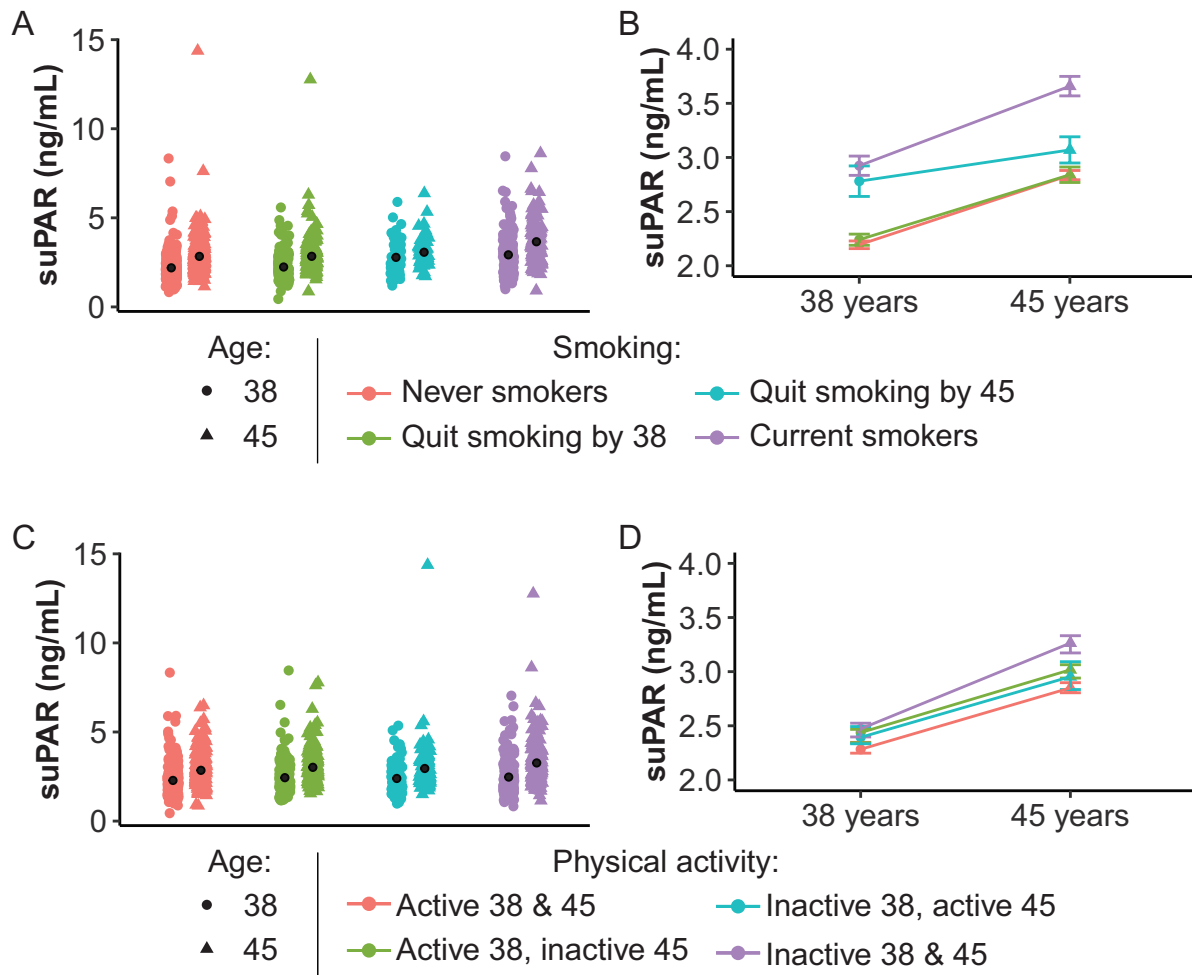 A
suPAR (ng/mL)
15
10
5
0
B
suPAR (ng/mL)
4.0
3.5
3.0
2.5
2.0
38 years 45 years
Age:
38
45
Smoking:
Never smokers Quit smoking by 45
Quit smoking by 38 Current smokers
C
suPAR (ng/mL)
15
10
5
0
D
suPAR (ng/mL)
4.0
3.5
3.0
2.5
2.0
38 years 45 years
Age:
38
45
Physical activity:
Active 38 & 45 Inactive 38, active 45
Active 38, inactive 45 Inactive 38 & 45